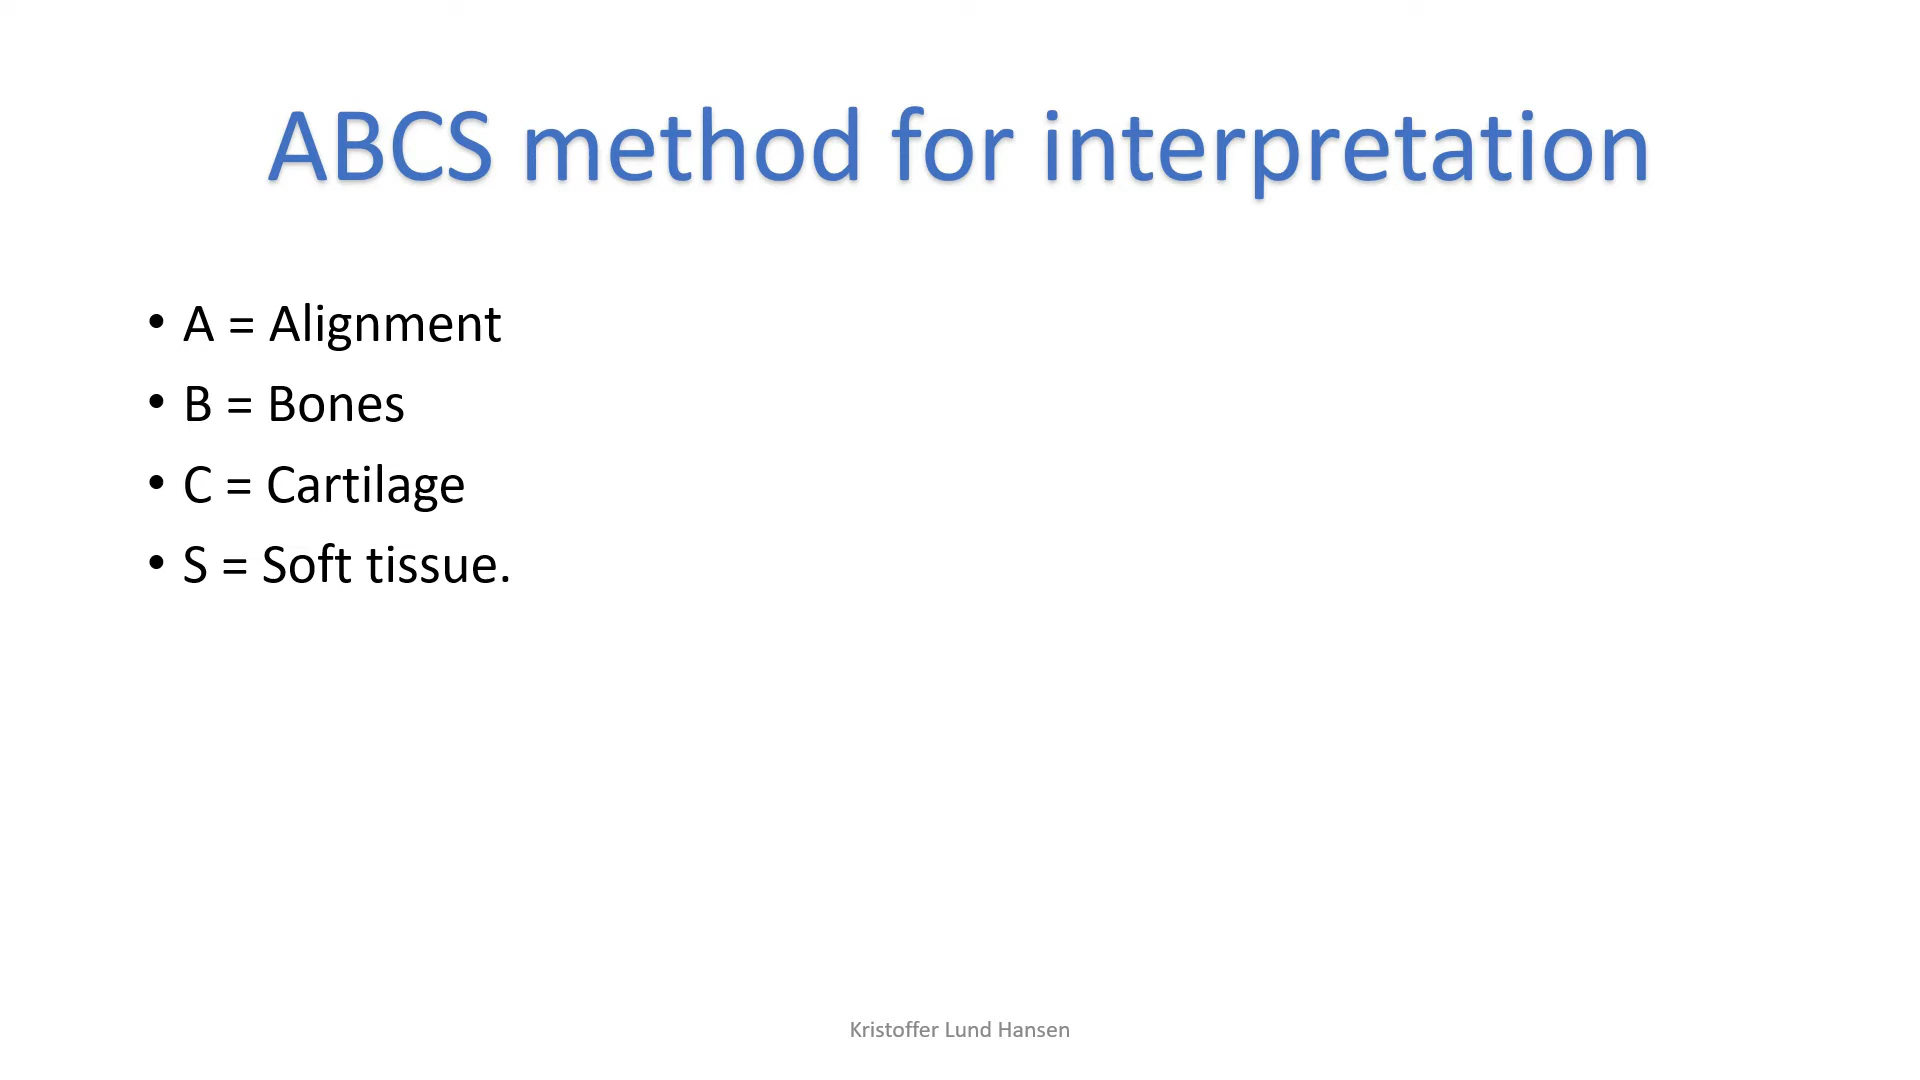 ABCS method for interpretation
• A = Alignment
• B = Bones
• C = Cartilage
• S = Soft tissue.
Kristoffer Lund Hansen